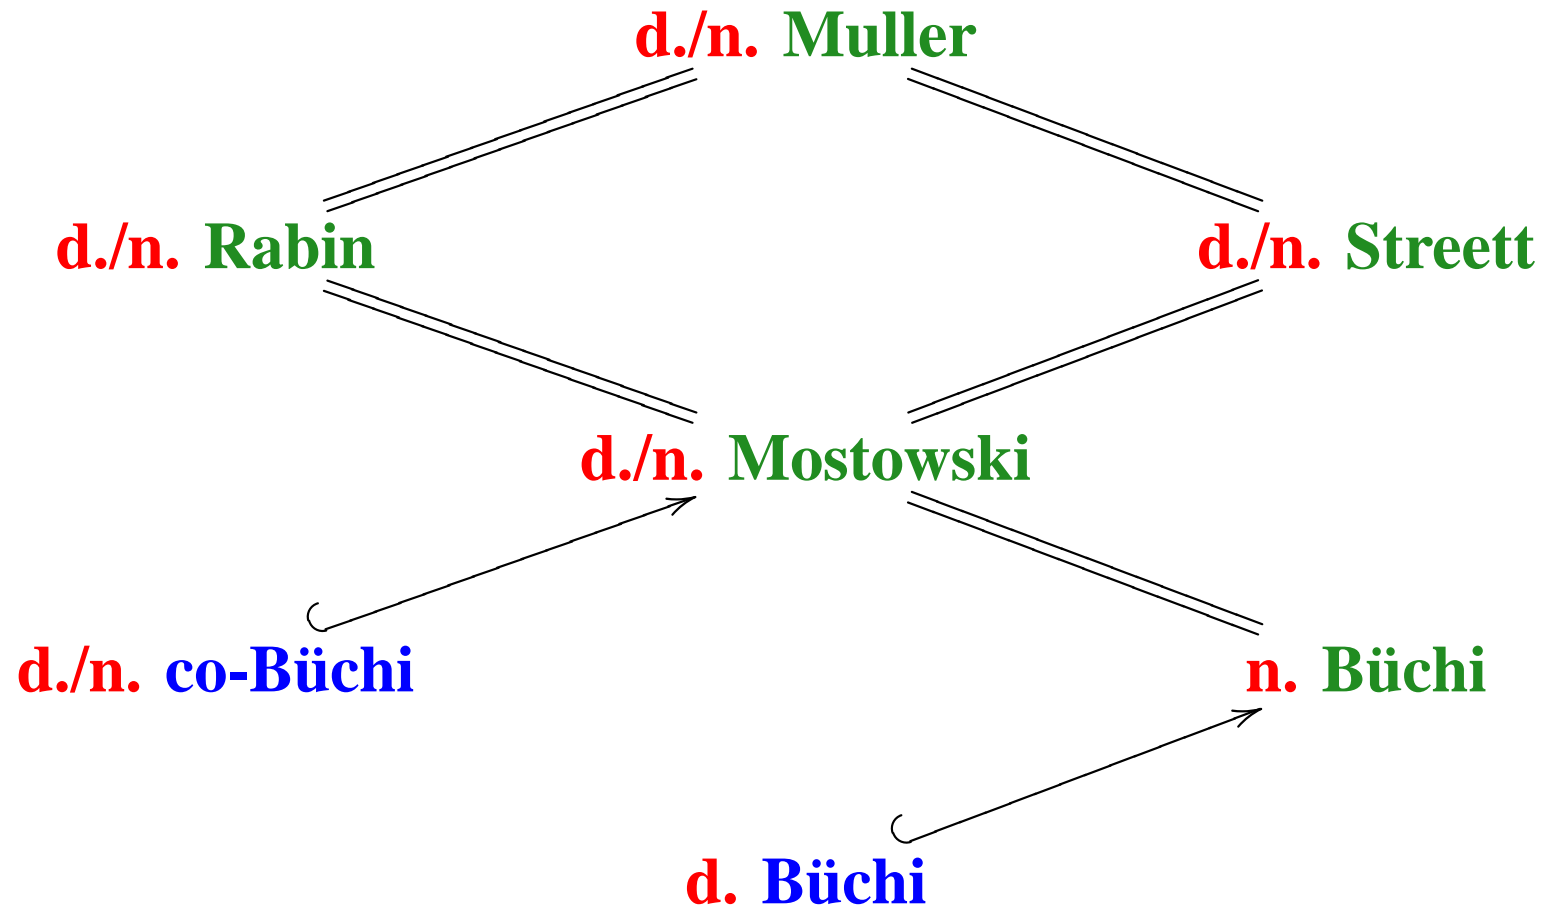 d./n. Muller
d./n. Rabin
d./n. Streett
d./n. Mostowski
d./n. co-Büchi
n. Büchi
d. Büchi